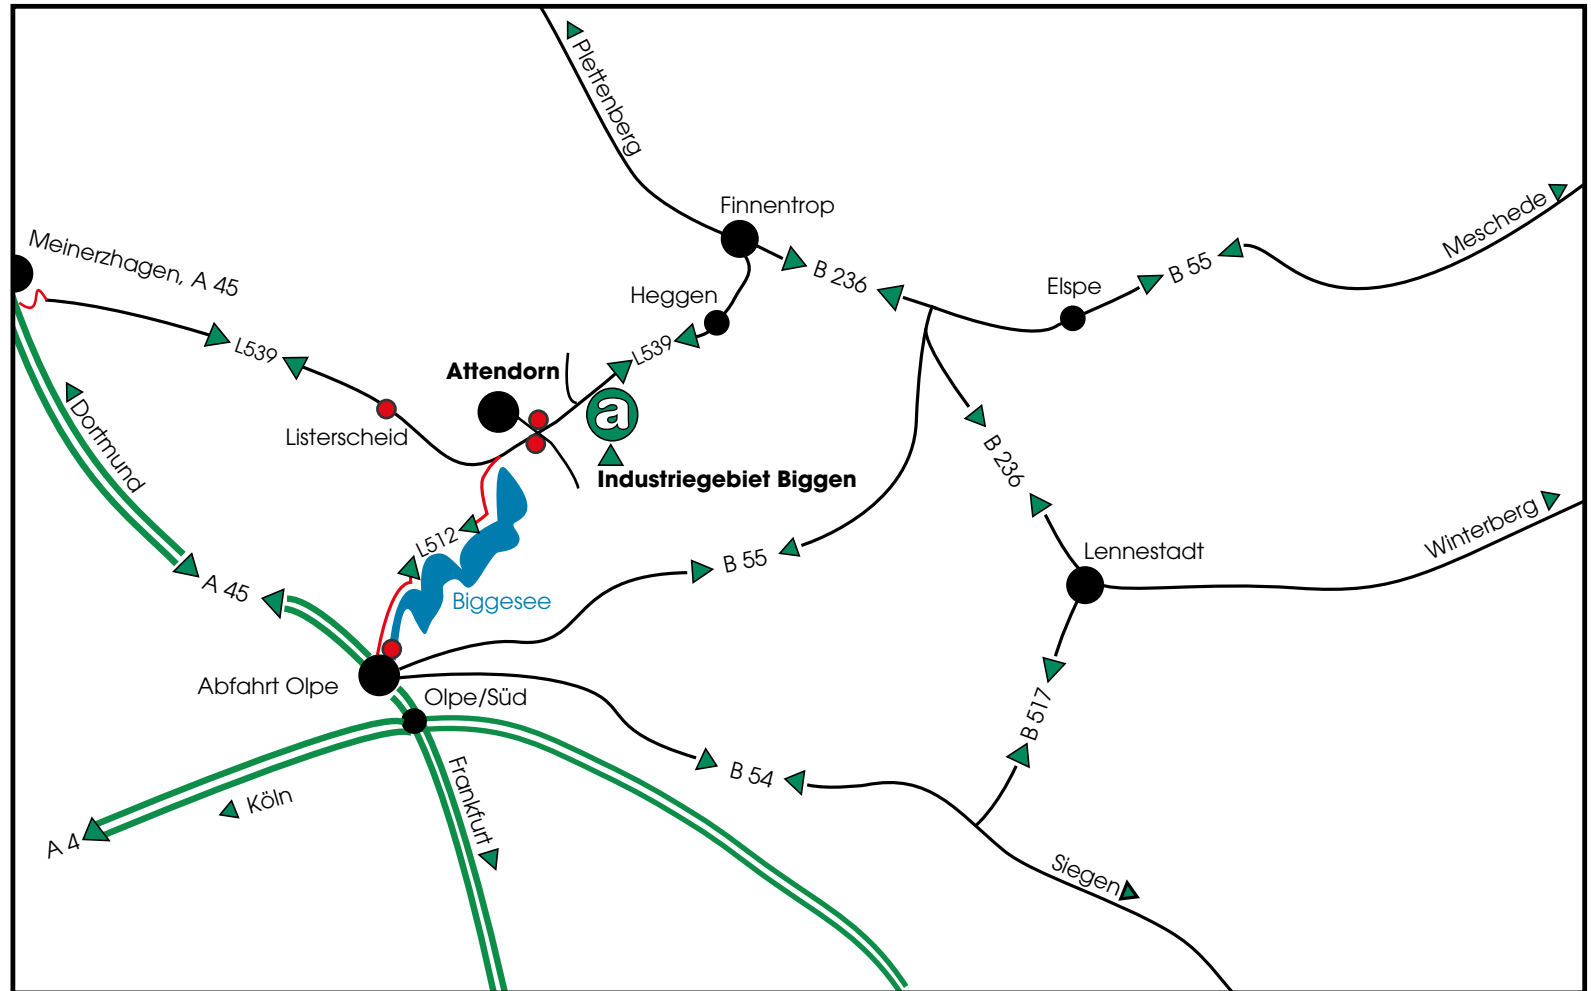 Plettenberg
Finnentrop
Meschede
Meinerzhagen, A 45
B 236
B 55
Elspe
Heggen
L539
L539
Attendorn
a
Listerscheid
Dortmund
Industriegebiet Biggen
B 236
Winterberg
L512
B 55
Lennestadt
A 45
Biggesee
Abfahrt Olpe
Olpe/Süd
B 517
B 54
Frankfurt
Köln
A 4
Siegen